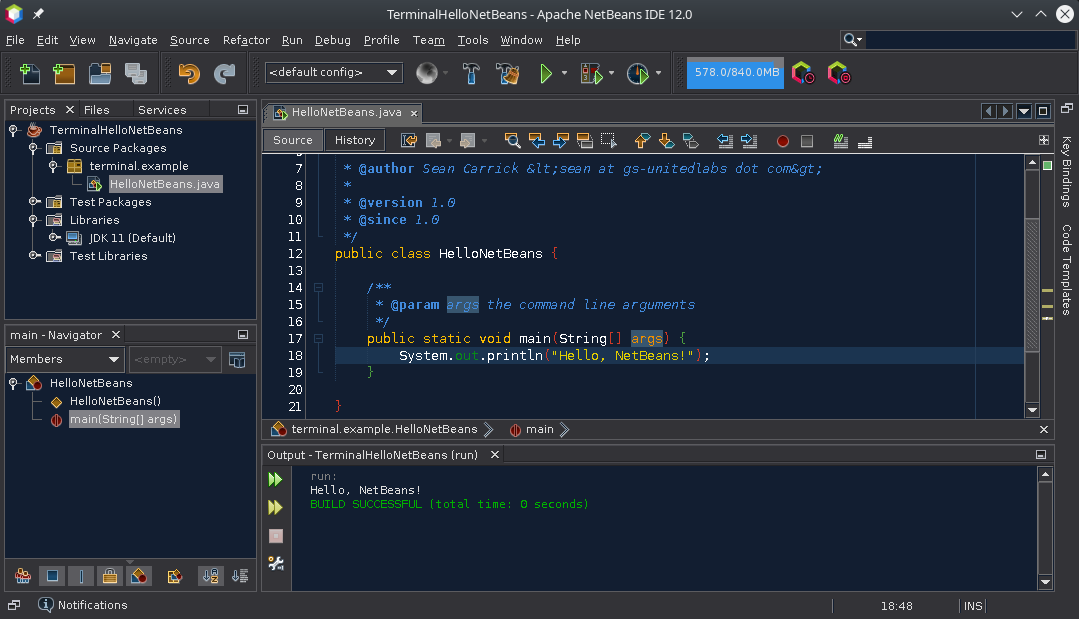 TerminalHelloNetBeans - Apache NetBeans IDE 12.0
File Edit View Navigate Source Refactor Run Debug Profile Team Tools Window Help
<default config>
578.0/840.0MB
Projects Files Services
TerminalHelloNetBeans
Source Packages
terminal.example
HelloNetBeans.java
Test Packages
Libraries
JDK 11 (Default)
Test Libraries
main - Navigator
Members <empty>
HelloNetBeans
HelloNetBeans()
main(String[] args)
HelloNetBeans.java
Source History
7 * @author Sean Carrick &lt;sean at gs-unitedlabs dot com&gt;
8 *
9 * @version 1.0
10 * @since 1.0
11 */
12 public class HelloNetBeans {
13
14 /**
15 * @param args the command line arguments
16 */
17 public static void main(String[] args) {
18 System.out.println("Hello, NetBeans!");
19 }
20
21 }
terminal.example.HelloNetBeans main
Output - TerminalHelloNetBeans (run)
run:
Hello, NetBeans!
BUILD SUCCESSFUL (total time: 0 seconds)
Key Bindings
Code Templates
Notifications
18:48 INS